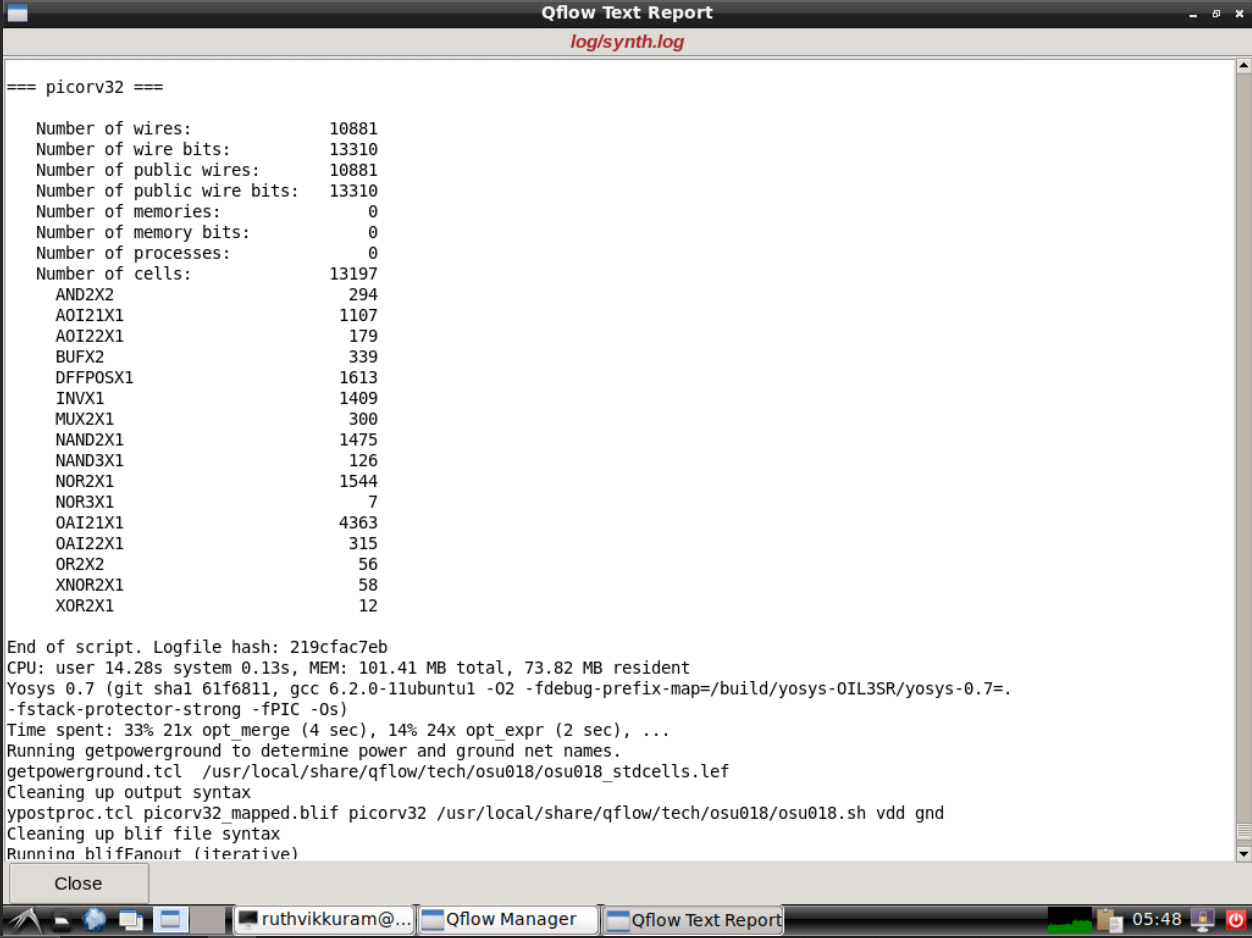 Qflow Text Report
log/synth.log
=== picorv32 ===
Number of wires: 10881
Number of wire bits: 13310
Number of public wires: 10881
Number of public wire bits: 13310
Number of memories: 0
Number of memory bits: 0
Number of processes: 0
Number of cells: 13197
AND2X2 294
AOI21X1 1107
AOI22X1 179
BUFX2 339
DFFPOSX1 1613
INVX1 1409
MUX2X1 300
NAND2X1 1475
NAND3X1 126
NOR2X1 1544
NOR3X1 7
OAI21X1 4363
OAI22X1 315
OR2X2 56
XNOR2X1 58
XOR2X1 12
End of script. Logfile hash: 219cfac7eb
CPU: user 14.28s system 0.13s, MEM: 101.41 MB total, 73.82 MB resident
Yosys 0.7 (git sha1 61f6811, gcc 6.2.0-11ubuntu1 -O2 -fdebug-prefix-map=/build/yosys-OIL3SR/yosys-0.7=.
-fstack-protector-strong -fPIC -Os)
Time spent: 33% 21x opt_merge (4 sec), 14% 24x opt_expr (2 sec), ...
Running getpowerground to determine power and ground net names.
getpowerground.tcl  /usr/local/share/qflow/tech/osu018/osu018_stdcells.lef
Cleaning up output syntax
ypostproc.tcl picorv32_mapped.blif picorv32 /usr/local/share/qflow/tech/osu018/osu018.sh vdd gnd
Cleaning up blif file syntax
Running blifFanout (iterative)
Close
ruthvikkuram@... Qflow Manager Qflow Text Report 05:48